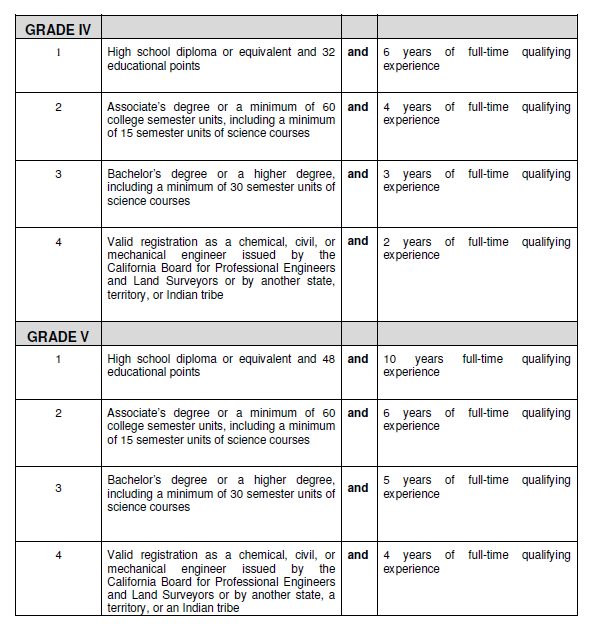 GRADE IV
1
High school diploma or equivalent and 32
educational points
and
6 years of full-time qualifying
experience
2
Associate's degree or a minimum of 60
college semester units, including a minimum
of 15 semester units of science courses
and
4 years of full-time qualifying
experience
3
Bachelor's degree or a higher degree,
including a minimum of 30 semester units of
science courses
and
3 years of full-time qualifying
experience
4
Valid registration as a chemical, civil, or
mechanical engineer issued by the
California Board for Professional Engineers
and Land Surveyors or by another state,
territory, or Indian tribe
and
2 years of full-time qualifying
experience
GRADE V
1
High school diploma or equivalent and 48
educational points
and
10 years full-time qualifying
experience
2
Associate's degree or a minimum of 60
college semester units, including a minimum
of 15 semester units of science courses
and
6 years of full-time qualifying
experience
3
Bachelor's degree or a higher degree,
including a minimum of 30 semester units of
science courses
and
5 years of full-time qualifying
experience
4
Valid registration as a chemical, civil, or
mechanical engineer issued by the
California Board for Professional Engineers
and Land Surveyors or by another state, a
territory, or an Indian tribe
and
4 years of full-time qualifying
experience